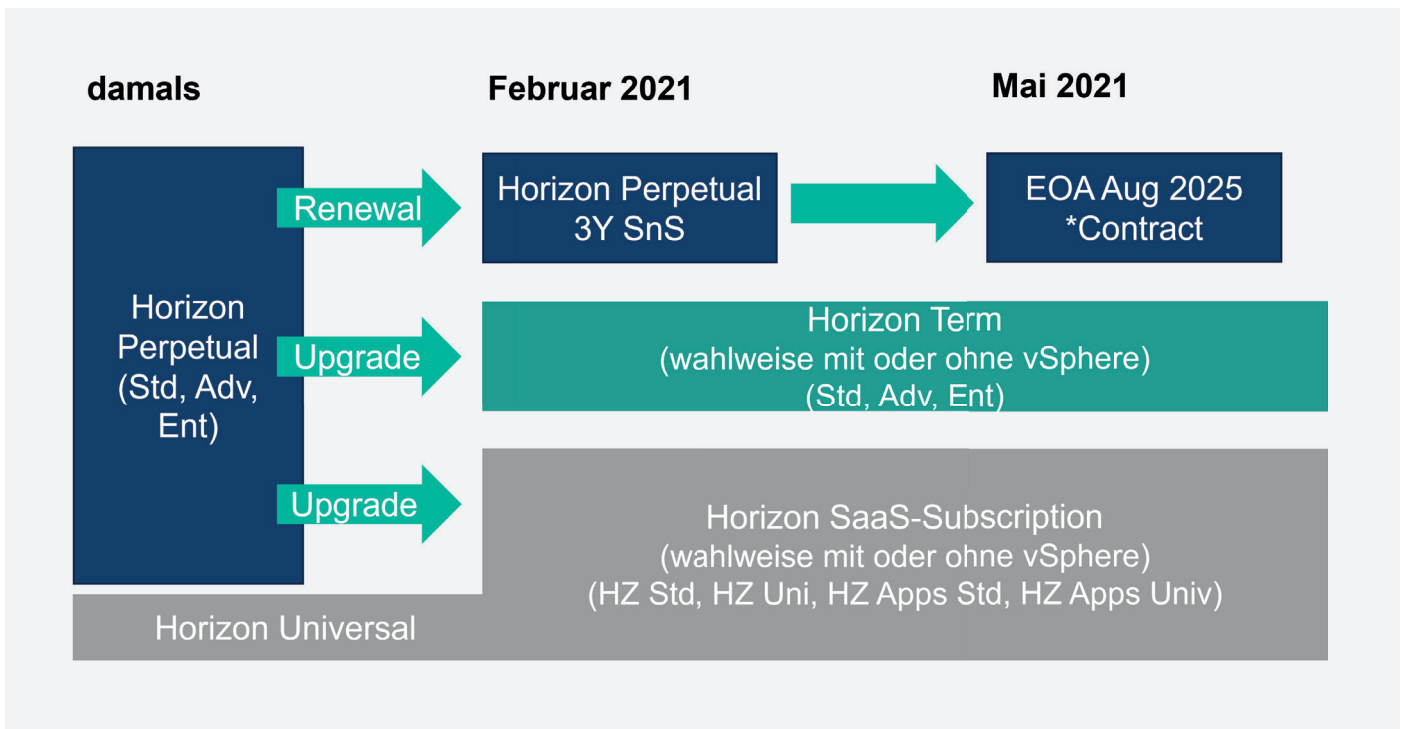 damals
Februar 2021
Mai 2021
Horizon
Perpetual
(Std, Adv,
Ent)
Renewal
Horizon Perpetual
3Y SnS
EOA Aug 2025
*Contract
Upgrade
Horizon Term
(wahlweise mit oder ohne vSphere)
(Std, Adv, Ent)
Upgrade
Horizon SaaS-Subscription
(wahlweise mit oder ohne vSphere)
(HZ Std, HZ Uni, HZ Apps Std, HZ Apps Univ)
Horizon Universal